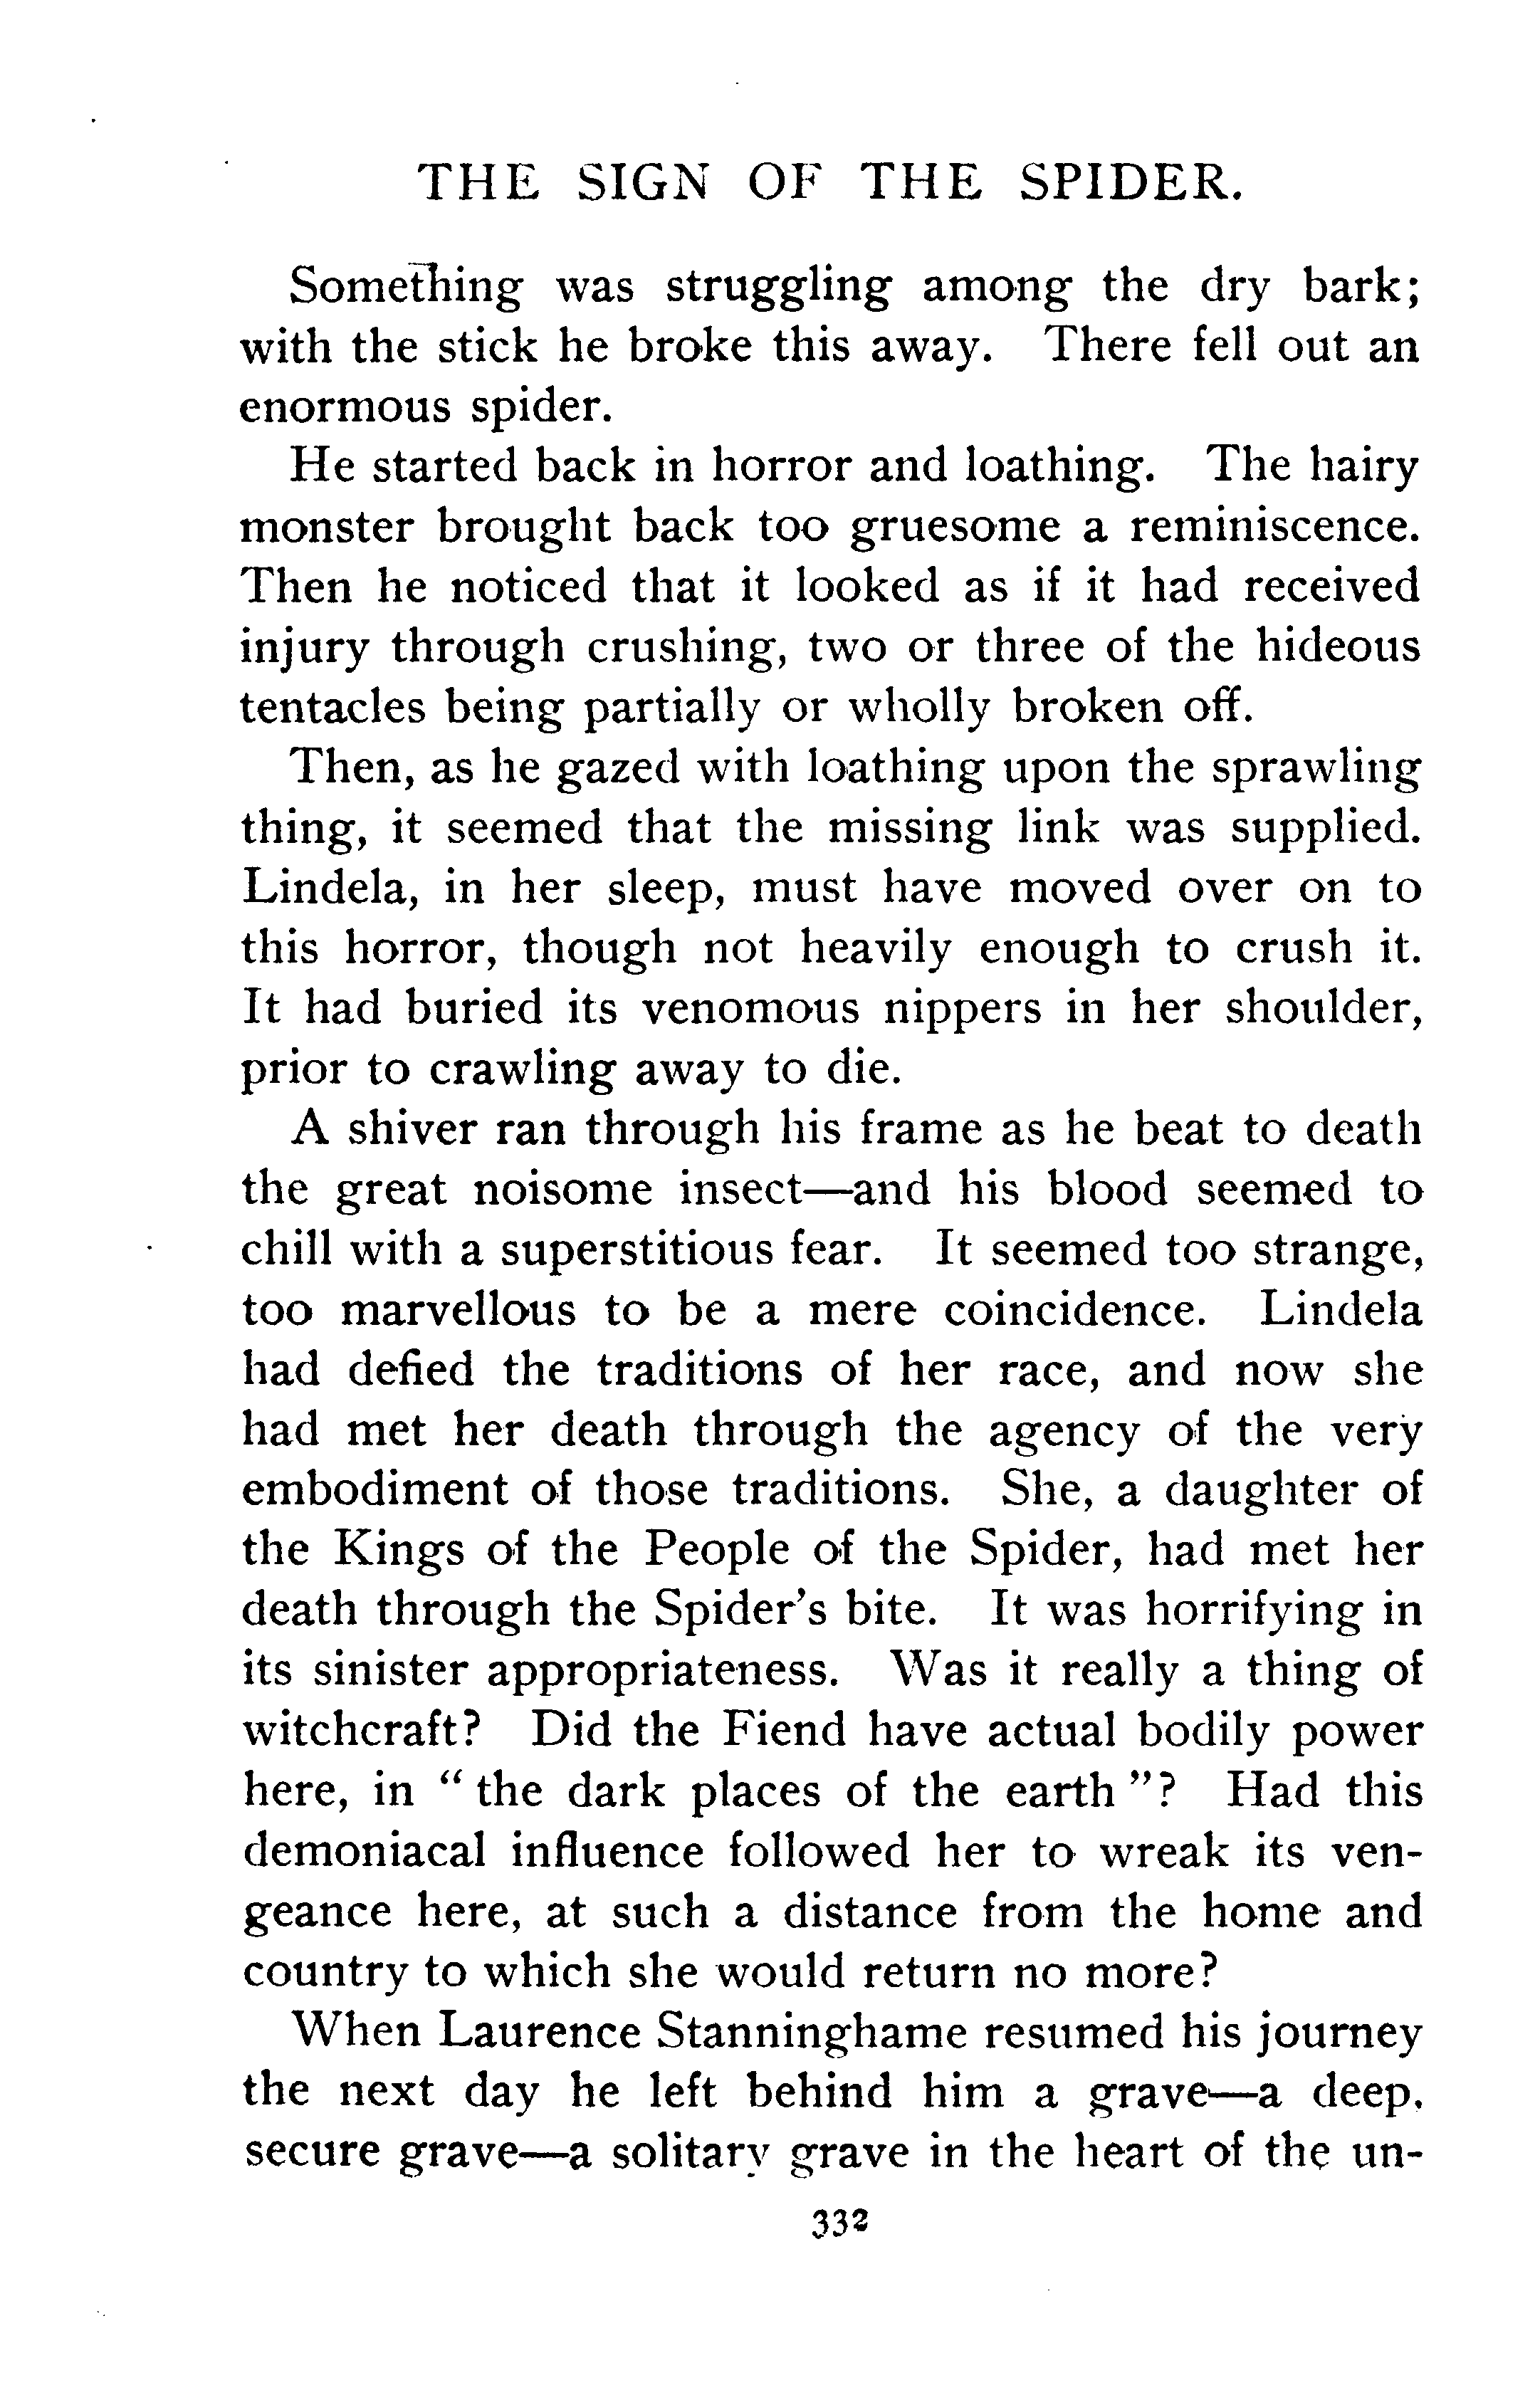 THE SIGN OF THE SPIDER.
Something was struggling among the dry bark;
with the stick he broke this away. There fell out an
enormous spider.
He started back in horror and loathing. The hairy
monster brought back too gruesome a reminiscence.
Then he noticed that it looked as if it had received
injury through crushing, two or three of the hideous
tentacles being partially or wholly broken off.
Then, as he gazed with loathing upon the sprawling
thing, it seemed that the missing link was supplied.
Lindela, in her sleep, must have moved over on to
this horror, though not heavily enough to crush it.
It had buried its venomous nippers in her shoulder,
prior to crawling away to die.
A shiver ran through his frame as he beat to death
the great noisome insect—and his blood seemed to
chill with a superstitious fear. It seemed too strange,
too marvellous to be a mere coincidence. Lindela
had defied the traditions of her race, and now she
had met her death through the agency of the very
embodiment of those traditions. She, a daughter of
the Kings of the People of the Spider, had met her
death through the Spider's bite. It was horrifying in
its sinister appropriateness. Was it really a thing of
witchcraft? Did the Fiend have actual bodily power
here, in " the dark places of the earth "? Had this
demoniacal influence followed her to wreak its ven-
geance here, at such a distance from the home and
country to which she would return no more?
When Laurence Stanninghame resumed his journey
the next day he left behind him a grave—a deep,
secure grave—a solitary grave in the heart of the un-
332